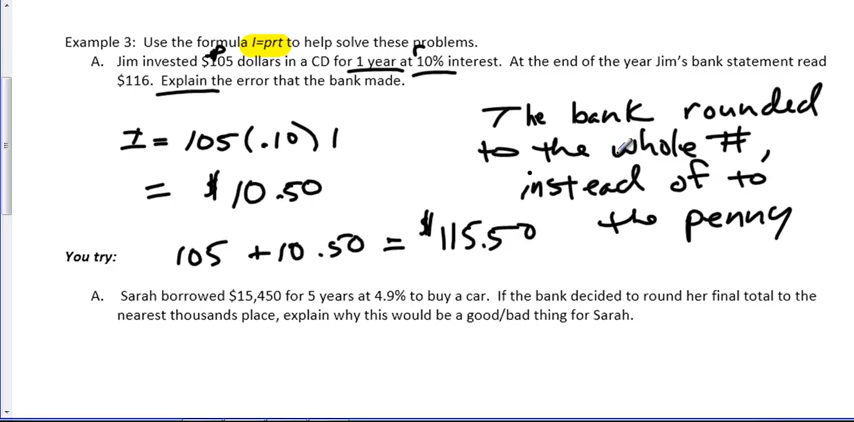 Example 3: Use the formula I=prt to help solve these problems.
A. Jim invested $105 dollars in a CD for 1 year at 10% interest. At the end of the year Jim's bank statement read
$116. Explain the error that the bank made.
I = 105(.10) 1
= $10.50
105 + 10.50 = $115.50
The bank rounded
to the whole #,
instead of to
the penny
You try:
A. Sarah borrowed $15,450 for 5 years at 4.9% to buy a car. If the bank decided to round her final total to the
nearest thousands place, explain why this would be a good/bad thing for Sarah.